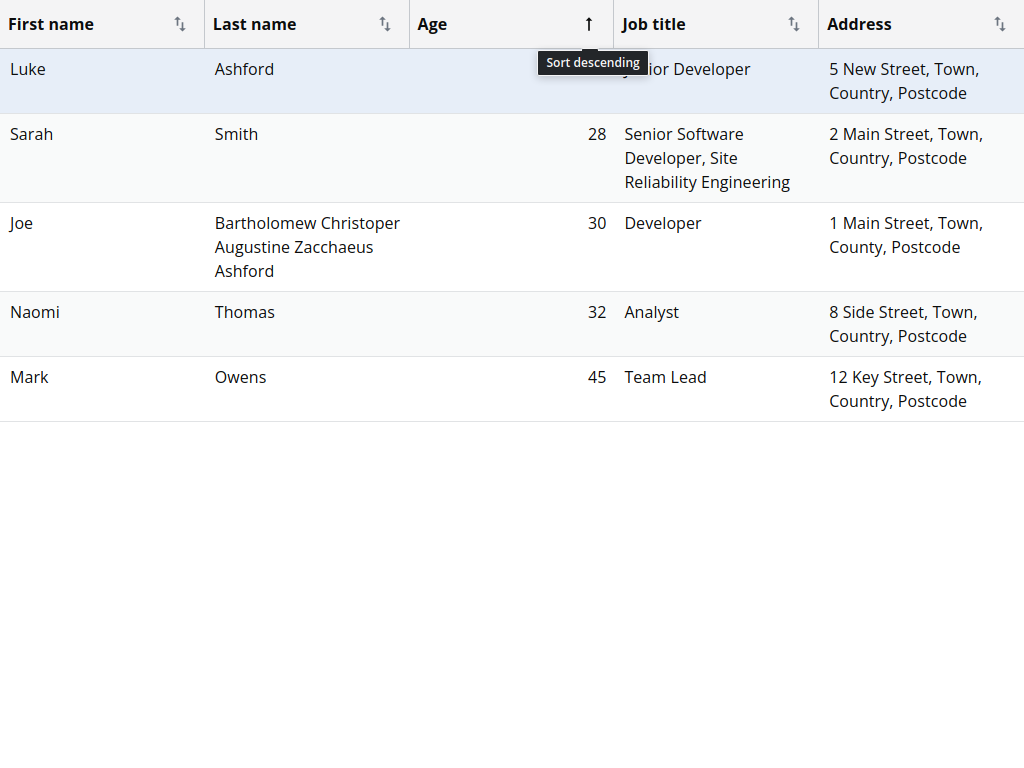 First name
Last name
Age
Job title
Address
Sort descending
Luke
Ashford
Developer
5 New Street, Town,
Country, Postcode
Sarah
Smith
28
Senior Software
Developer, Site
Reliability Engineering
2 Main Street, Town,
Country, Postcode
Joe
Bartholomew Christoper
Augustine Zacchaeus
Ashford
30
Developer
1 Main Street, Town,
County, Postcode
Naomi
Thomas
32
Analyst
8 Side Street, Town,
Country, Postcode
Mark
Owens
45
Team Lead
12 Key Street, Town,
Country, Postcode